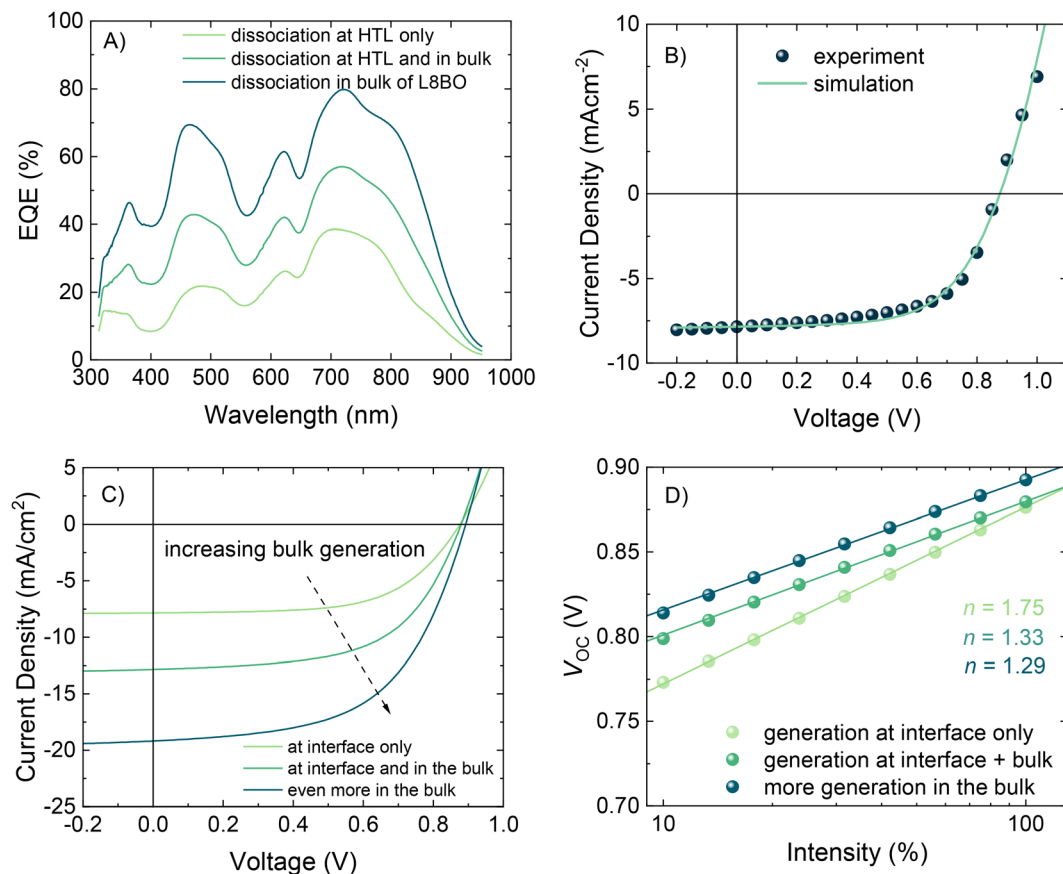 A)
dissociation at HTL only
dissociation at HTL and in bulk
dissociation in bulk of L8BO
EQE (%)
100
80
60
40
20
0
300 400 500 600 700 800 900 1000
Wavelength (nm)
B)
experiment
simulation
Current Density (mAcm-2)
10
5
0
-5
-10
-0.2 0.0 0.2 0.4 0.6 0.8 1.0
Voltage (V)
C)
increasing bulk generation
at interface only
at interface and in the bulk
even more in the bulk
Current Density (mA/cm2)
5
0
-5
-10
-15
-20
-25
-0.2 0.0 0.2 0.4 0.6 0.8 1.0
Voltage (V)
D)
n = 1.75
n = 1.33
n = 1.29
generation at interface only
generation at interface + bulk
more generation in the bulk
VOC (V)
0.90
0.85
0.80
0.75
0.70
10 100
Intensity (%)